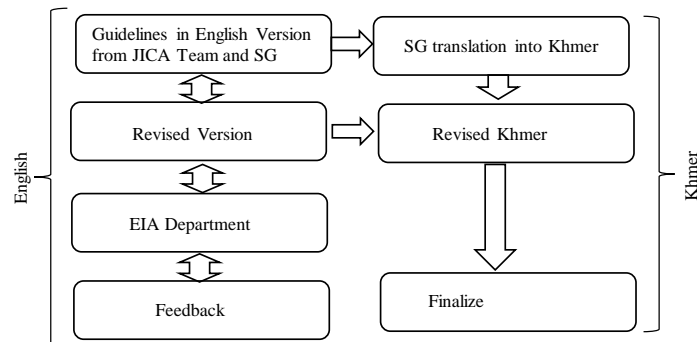 Guidelines in English Version
from JICA Team and SG
SG translation into Khmer
Revised Version
Revised Khmer
EIA Department
Feedback
Finalize
English
Khmer